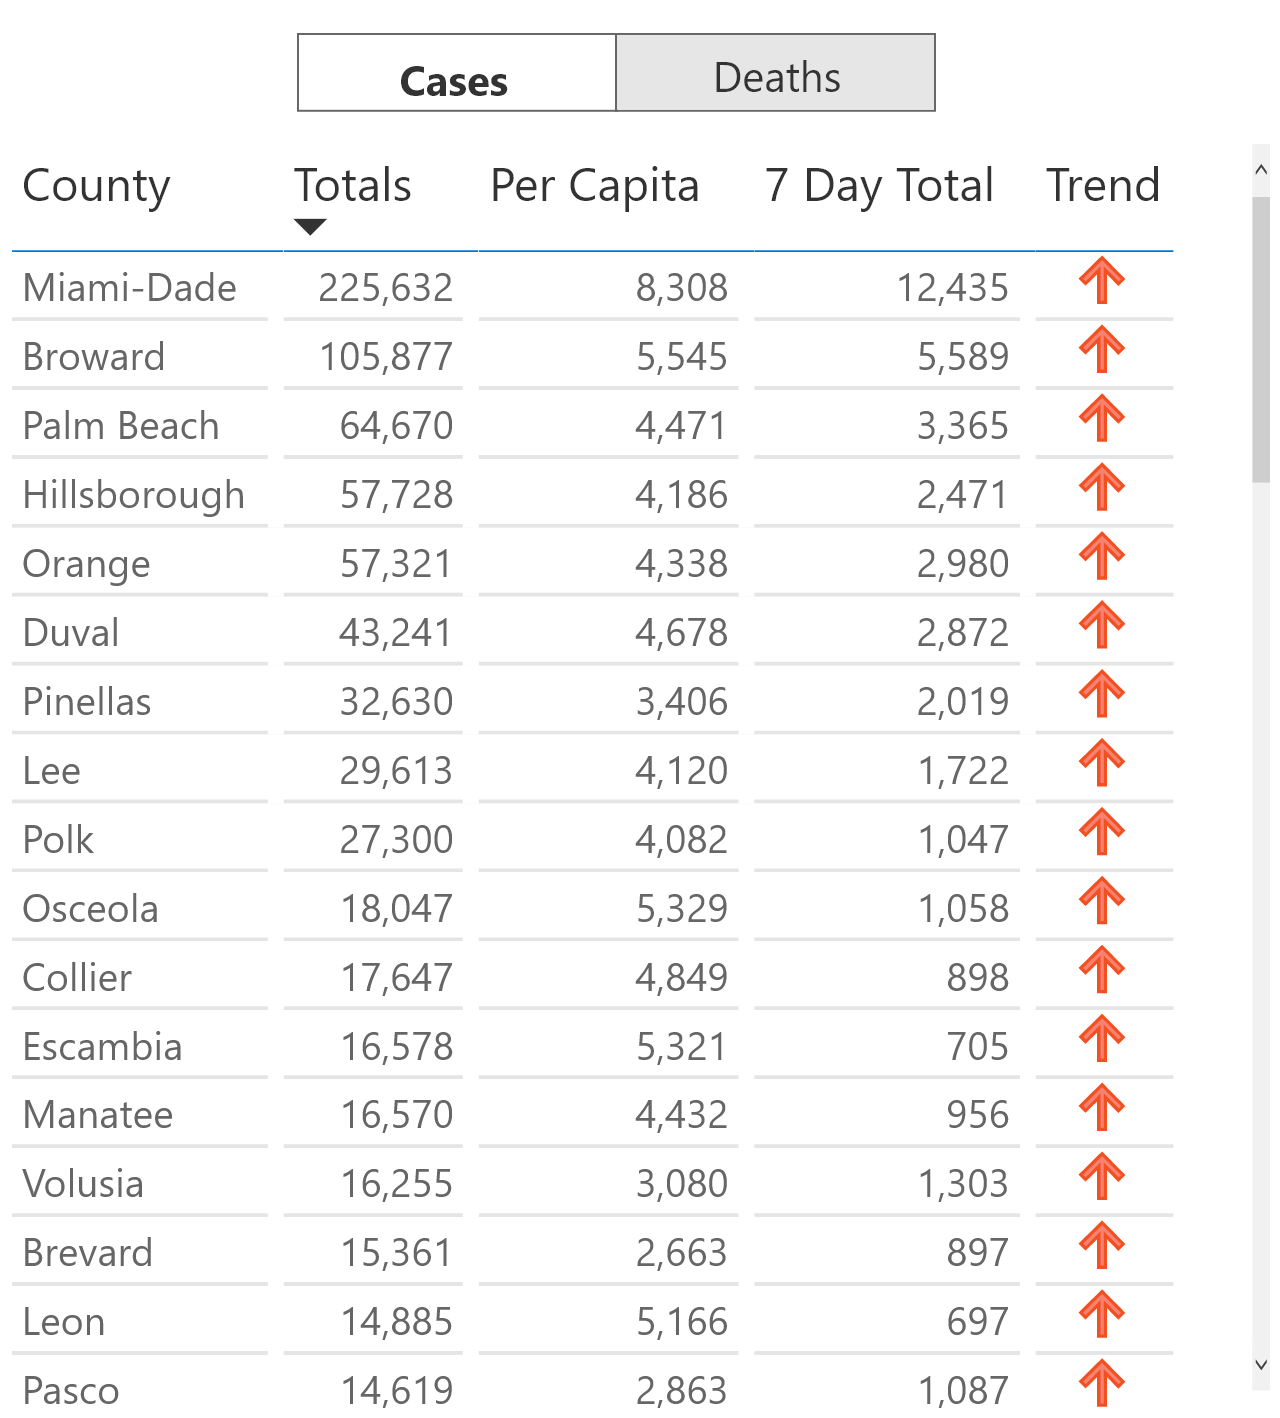 Cases Deaths
County Totals Per Capita 7 Day Total Trend
Miami-Dade 225,632 8,308 12,435
Broward 105,877 5,545 5,589
Palm Beach 64,670 4,471 3,365
Hillsborough 57,728 4,186 2,471
Orange 57,321 4,338 2,980
Duval 43,241 4,678 2,872
Pinellas 32,630 3,406 2,019
Lee 29,613 4,120 1,722
Polk 27,300 4,082 1,047
Osceola 18,047 5,329 1,058
Collier 17,647 4,849 898
Escambia 16,578 5,321 705
Manatee 16,570 4,432 956
Volusia 16,255 3,080 1,303
Brevard 15,361 2,663 897
Leon 14,885 5,166 697
Pasco 14,619 2,863 1,087